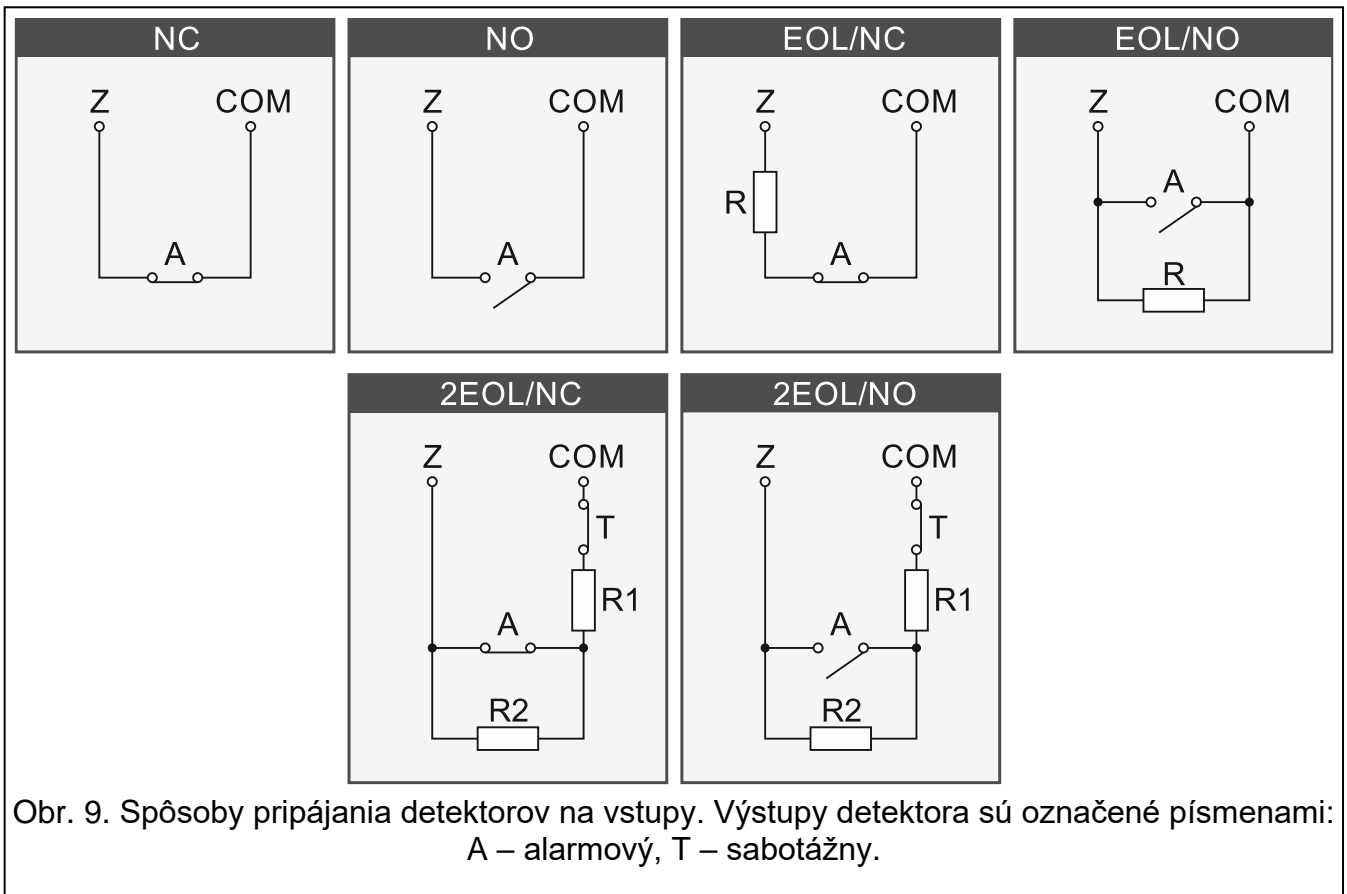 NC NO EOL/NC EOL/NO
Z COM Z COM Z COM Z COM
A
A
R A
A
R
2EOL/NC 2EOL/NO
Z COM Z COM
T T
R1 R1
A A
R2 R2
Obr. 9. Spôsoby pripájania detektorov na vstupy. Výstupy detektora sú označené písmenami:
A – alarmový, T – sabotážny.